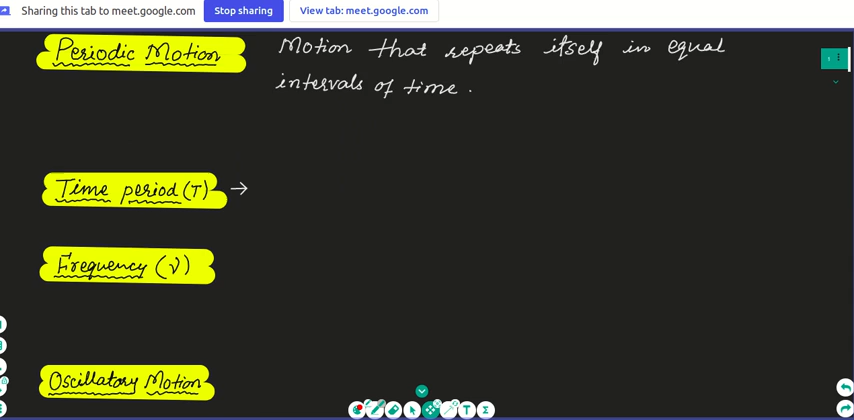 Sharing this tab to meet.google.com Stop sharing View tab: meet.google.com
Periodic Motion Motion that repeats itself in equal
intervals of time.
1
Time period (T) →
Frequency (ν)
Oscillatory Motion
T Σ